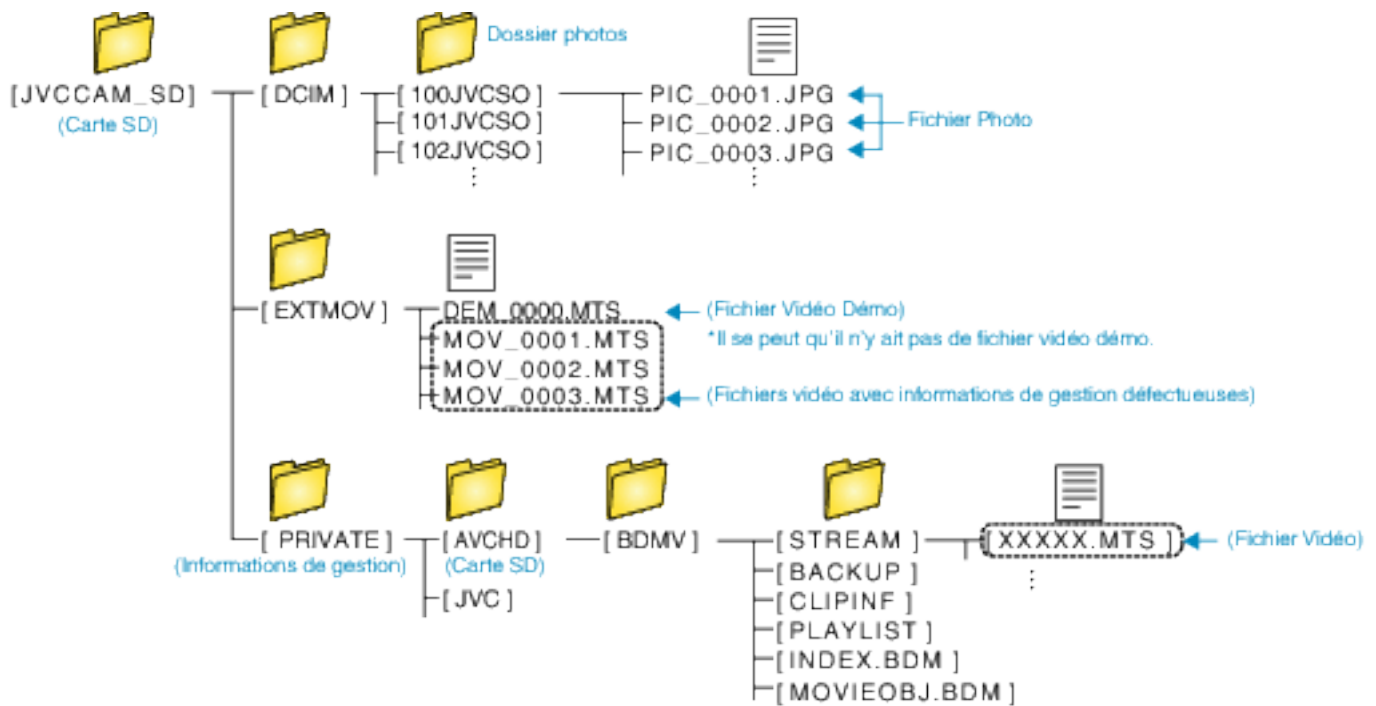 Dossier photos
[JVCCAM_SD] [DCIM] [100JVCSO] PIC_0001.JPG
(Carte SD) [101JVCSO] PIC_0002.JPG Fichier Photo
[102JVCSO] PIC_0003.JPG
[EXTMOV] DEM_0000.MTS (Fichier Vidéo Démo)
MOV_0001.MTS *Il se peut qu'il n'y ait pas de fichier vidéo démo.
MOV_0002.MTS
MOV_0003.MTS (Fichiers vidéo avec informations de gestion défectueuses)
[PRIVATE] [AVCHD] [BDMV] [STREAM] [XXXXX.MTS] (Fichier Vidéo)
(Informations de gestion) (Carte SD) [BACKUP]
[JVC] [CLIPINF]
[PLAYLIST]
[INDEX.BDM]
[MOVIEOBJ.BDM]